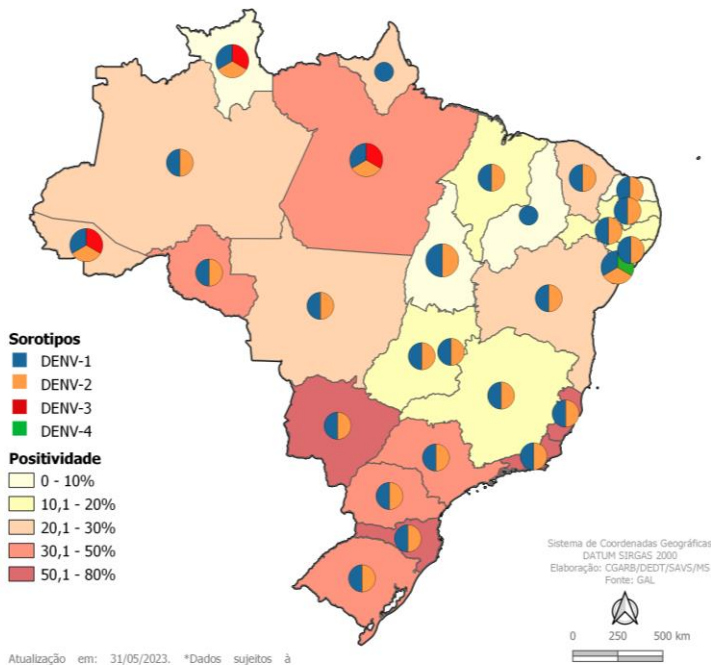 Sorotipos
DENV-1
DENV-2
DENV-3
DENV-4
Positividade
0 - 10%
10,1 - 20%
20,1 - 30%
30,1 - 50%
50,1 - 80%
Sistema de Coordenadas Geográficas
DATUM SIRGAS 2000
Elaboração: CGARB/DEDT/SAVS/MS
Fonte: GAL
0 250 500 km
Atualização em: 31/05/2023. *Dados sujeitos à